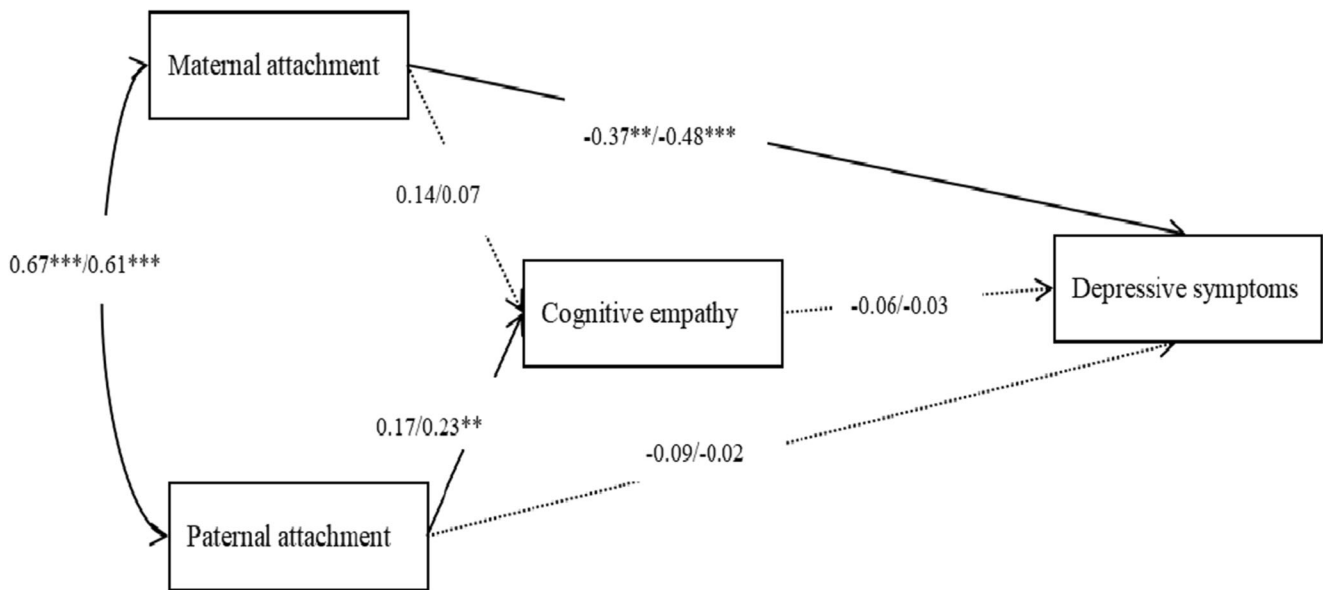 Maternal attachment
-0.37**/-0.48***
0.14/0.07
0.67***/0.61***
Cognitive empathy
-0.06/-0.03
Depressive symptoms
0.17/0.23**
-0.09/-0.02
Paternal attachment